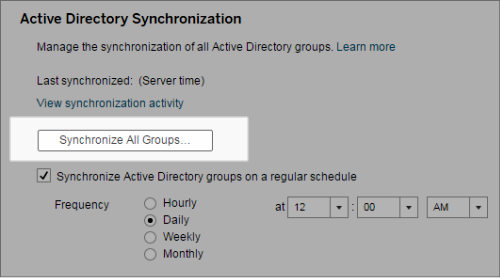 Active Directory Synchronization
Manage the synchronization of all Active Directory groups. Learn more
Last synchronized: (Server time)
View synchronization activity
Synchronize All Groups...
Synchronize Active Directory groups on a regular schedule
Frequency Hourly at 12 : 00 AM
Daily
Weekly
Monthly